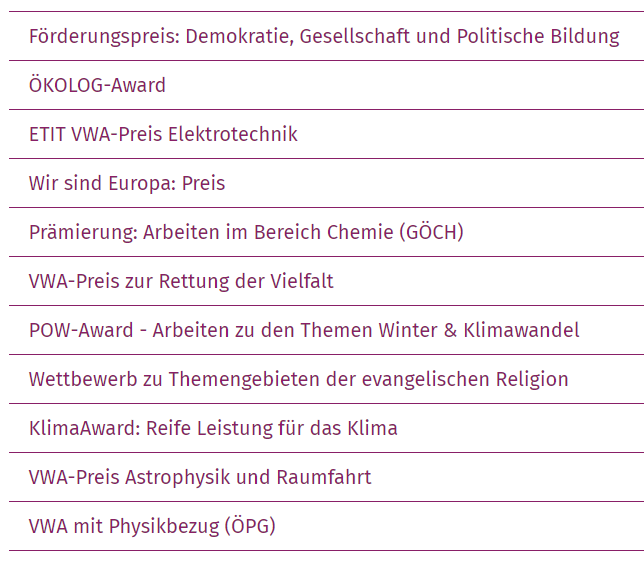 Förderungspreis: Demokratie, Gesellschaft und Politische Bildung
ÖKOLOG-Award
ETIT VWA-Preis Elektrotechnik
Wir sind Europa: Preis
Prämierung: Arbeiten im Bereich Chemie (GÖCH)
VWA-Preis zur Rettung der Vielfalt
POW-Award - Arbeiten zu den Themen Winter & Klimawandel
Wettbewerb zu Themengebieten der evangelischen Religion
KlimaAward: Reife Leistung für das Klima
VWA-Preis Astrophysik und Raumfahrt
VWA mit Physikbezug (ÖPG)